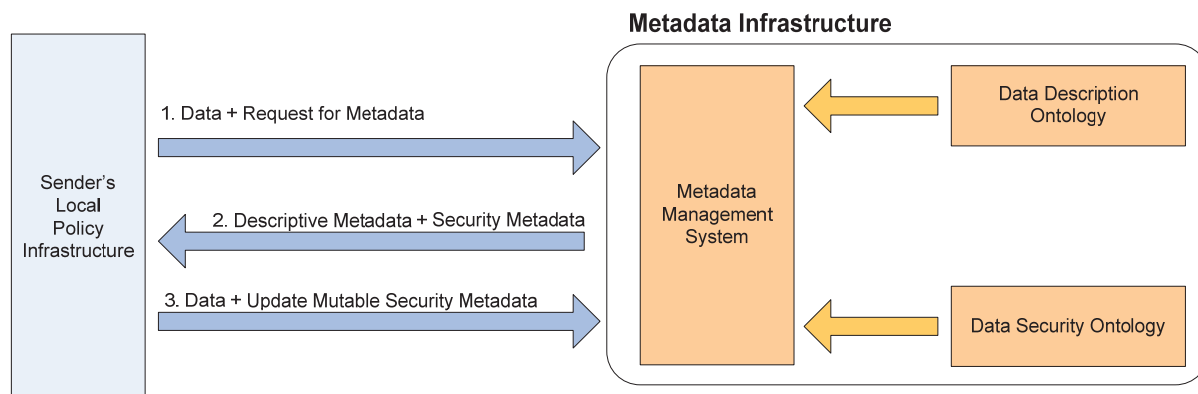 Metadata Infrastructure
1. Data + Request for Metadata
Data Description
Ontology
Sender's
Local
Policy
Infrastructure
Metadata
Management
System
2. Descriptive Metadata + Security Metadata
3. Data + Update Mutable Security Metadata
Data Security Ontology